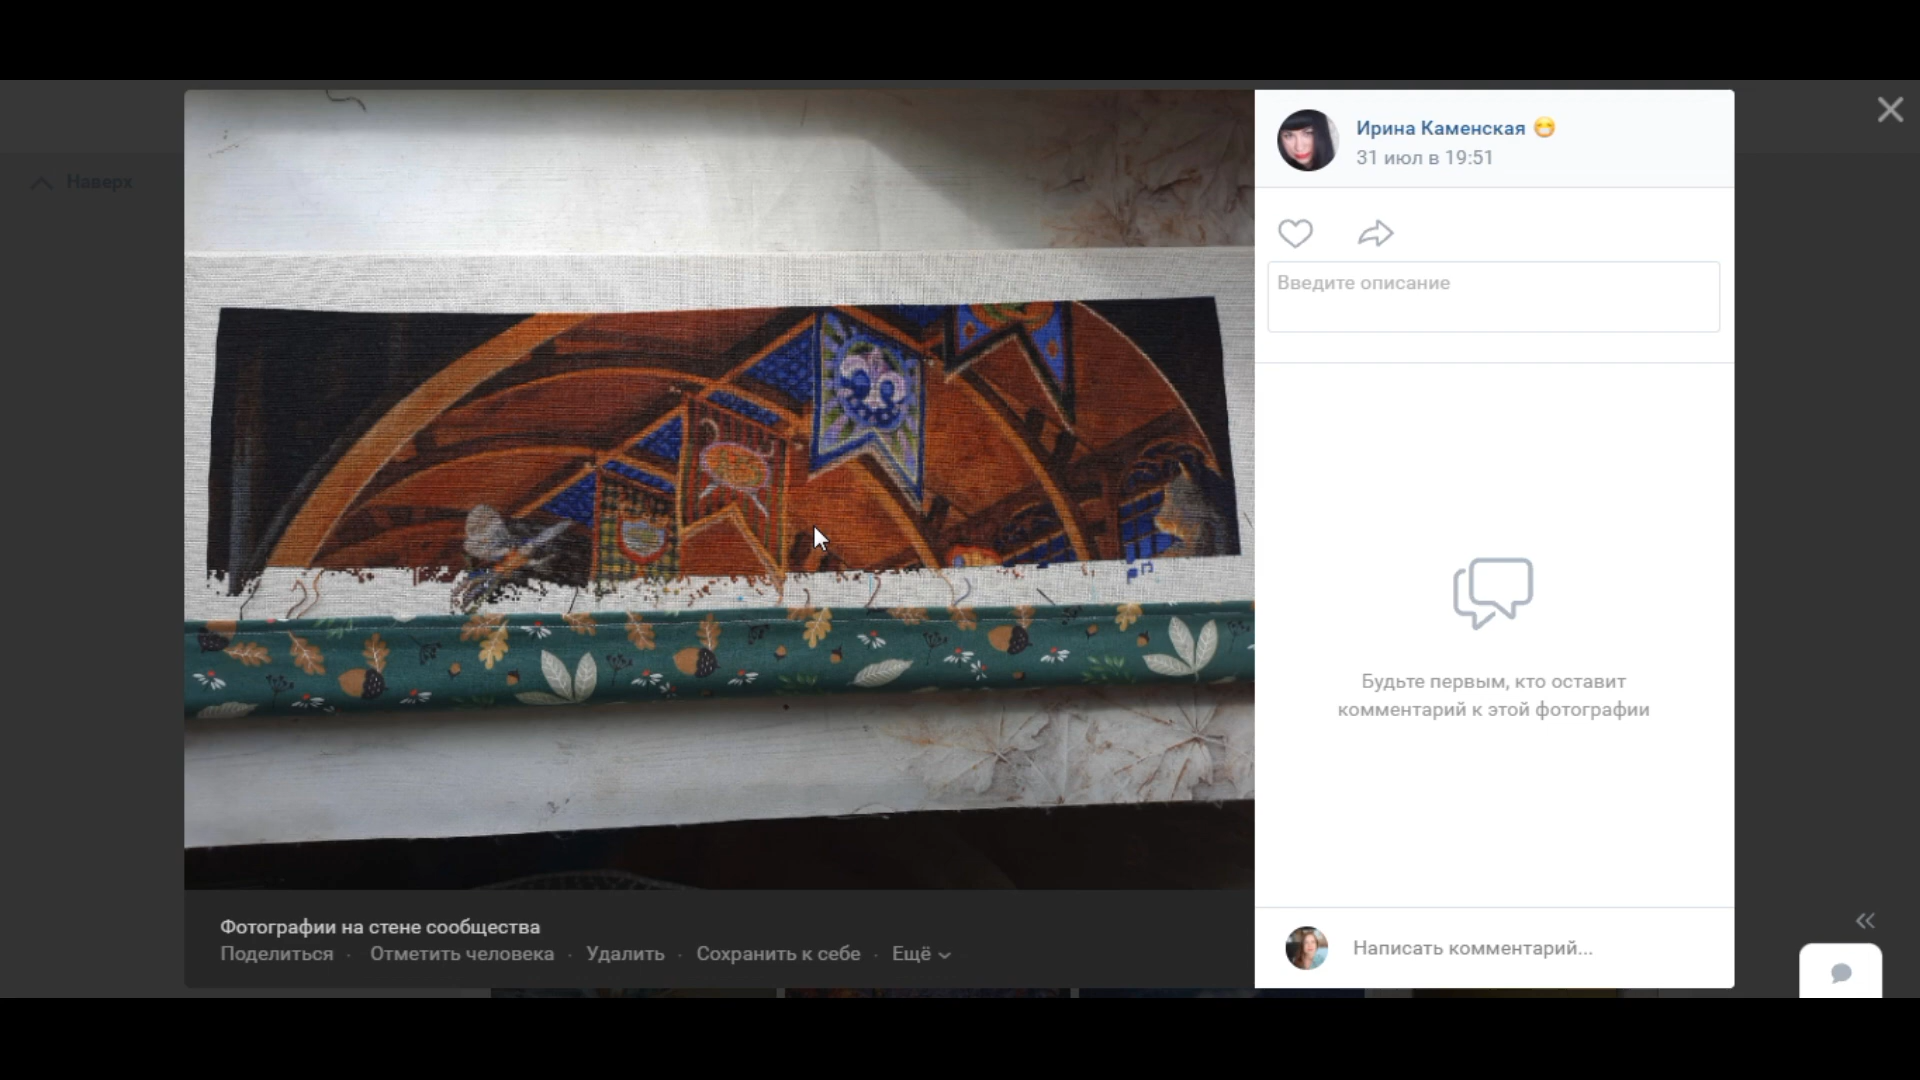 Наверх
Ирина Каменская
31 июл в 19:51
Введите описание
Будьте первым, кто оставит
комментарий к этой фотографии
Фотографии на стене сообщества
Поделиться · Отметить человека · Удалить · Сохранить к себе · Ещё
Написать комментарий...